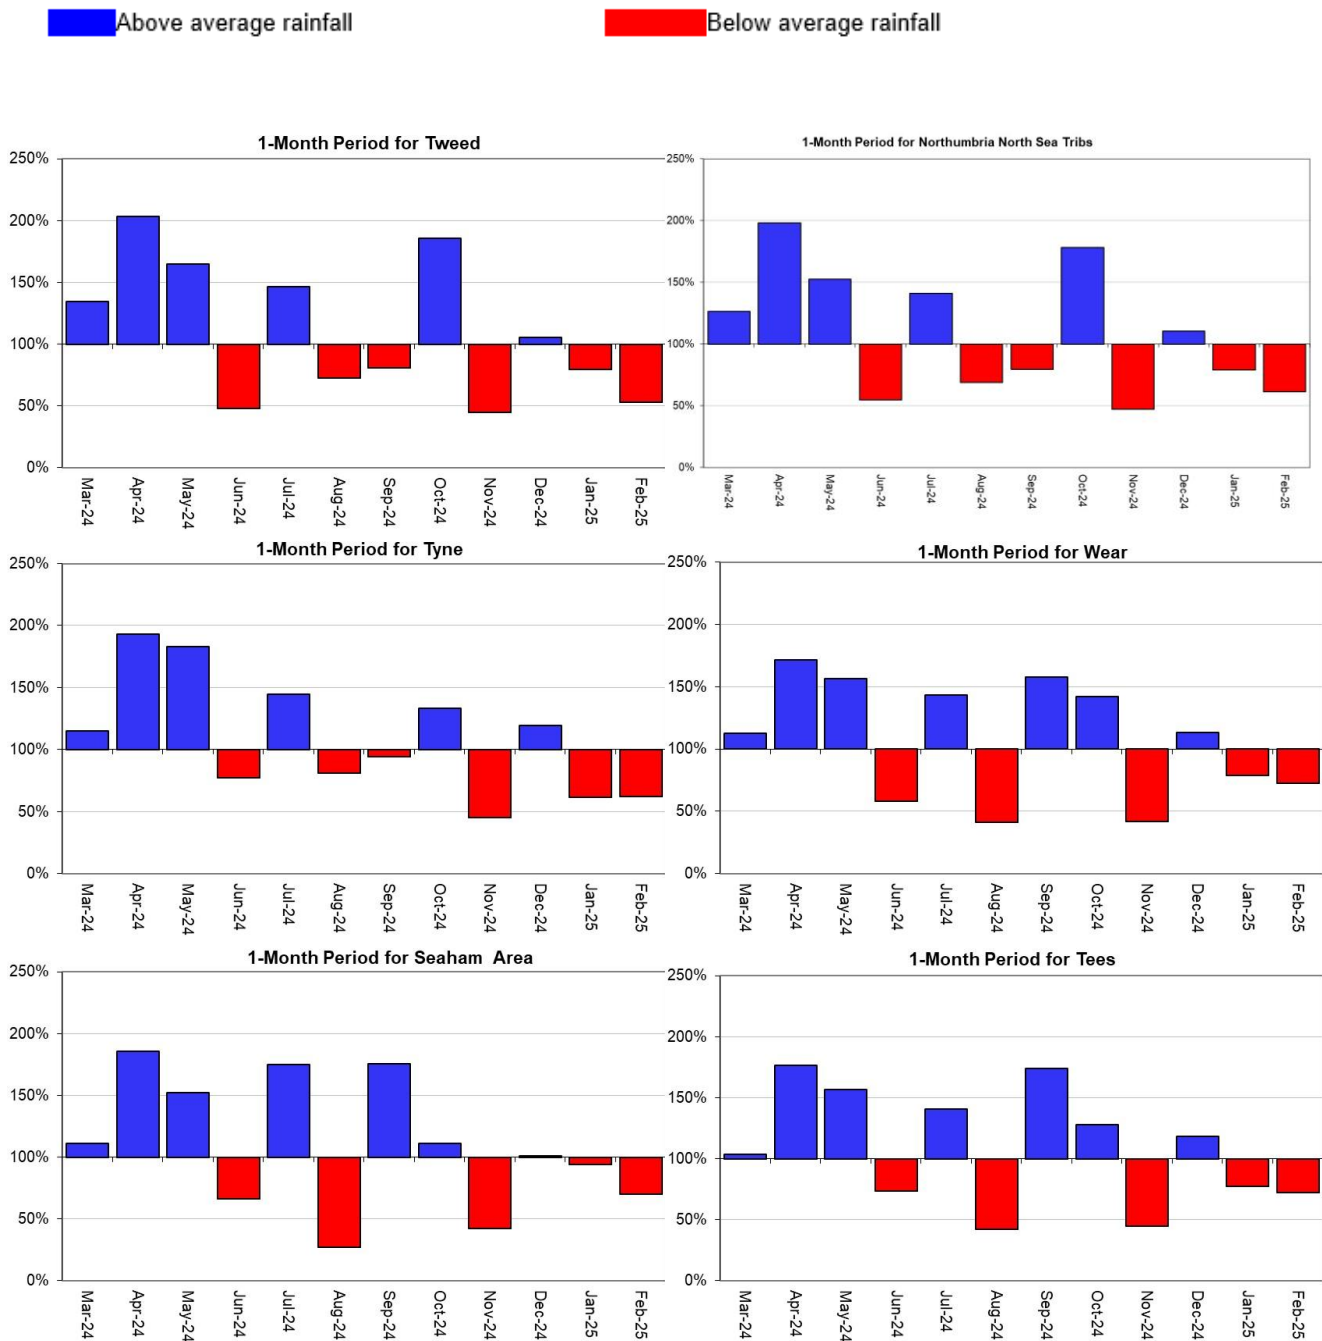 Above average rainfall
Below average rainfall
1-Month Period for Tweed
250%
200%
150%
100%
50%
0%
Mar-24
Apr-24
May-24
Jun-24
Jul-24
Aug-24
Sep-24
Oct-24
Nov-24
Dec-24
Jan-25
Feb-25
1-Month Period for Northumbria North Sea Tribs
250%
200%
150%
100%
50%
0%
Mar-24
Apr-24
May-24
Jun-24
Jul-24
Aug-24
Sep-24
Oct-24
Nov-24
Dec-24
Jan-25
Feb-25
1-Month Period for Tyne
250%
200%
150%
100%
50%
0%
Mar-24
Apr-24
May-24
Jun-24
Jul-24
Aug-24
Sep-24
Oct-24
Nov-24
Dec-24
Jan-25
Feb-25
1-Month Period for Wear
250%
200%
150%
100%
50%
0%
Mar-24
Apr-24
May-24
Jun-24
Jul-24
Aug-24
Sep-24
Oct-24
Nov-24
Dec-24
Jan-25
Feb-25
1-Month Period for Seaham Area
250%
200%
150%
100%
50%
0%
Mar-24
Apr-24
May-24
Jun-24
Jul-24
Aug-24
Sep-24
Oct-24
Nov-24
Dec-24
Jan-25
Feb-25
1-Month Period for Tees
250%
200%
150%
100%
50%
0%
Mar-24
Apr-24
May-24
Jun-24
Jul-24
Aug-24
Sep-24
Oct-24
Nov-24
Dec-24
Jan-25
Feb-25